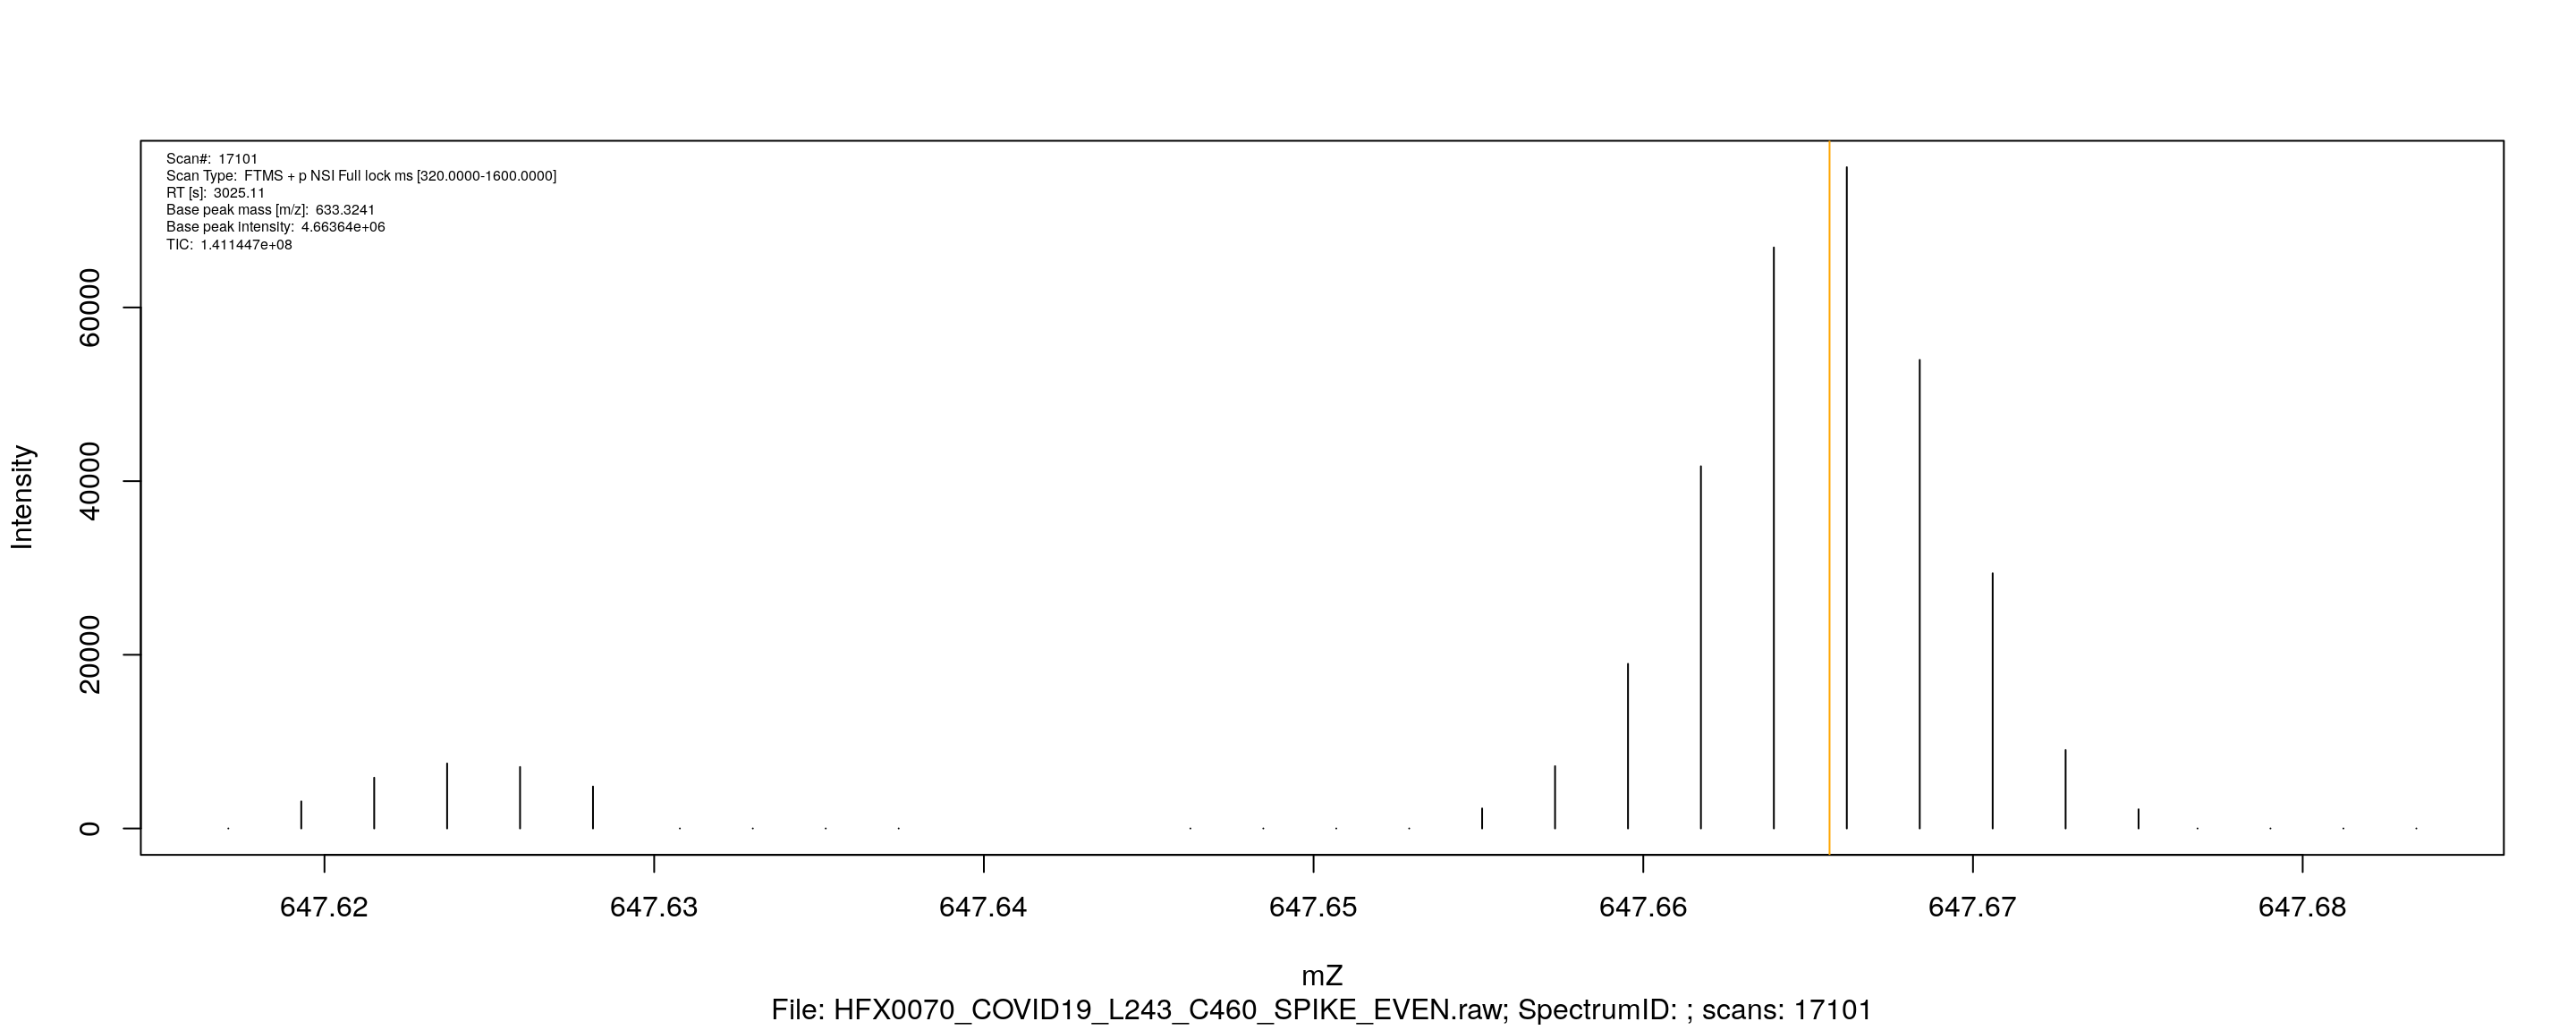 Scan#: 17101
Scan Type: FTMS + p NSI Full lock ms [320.0000-1600.0000]
RT [s]: 3025.11
Base peak mass [m/z]: 633.3241
Base peak intensity: 4.66364e+06
TIC: 1.411447e+08
60000
40000
20000
0
Intensity
647.62 647.63 647.64 647.65 647.66 647.67 647.68
mZ
File: HFX0070_COVID19_L243_C460_SPIKE_EVEN.raw; SpectrumID: ; scans: 17101